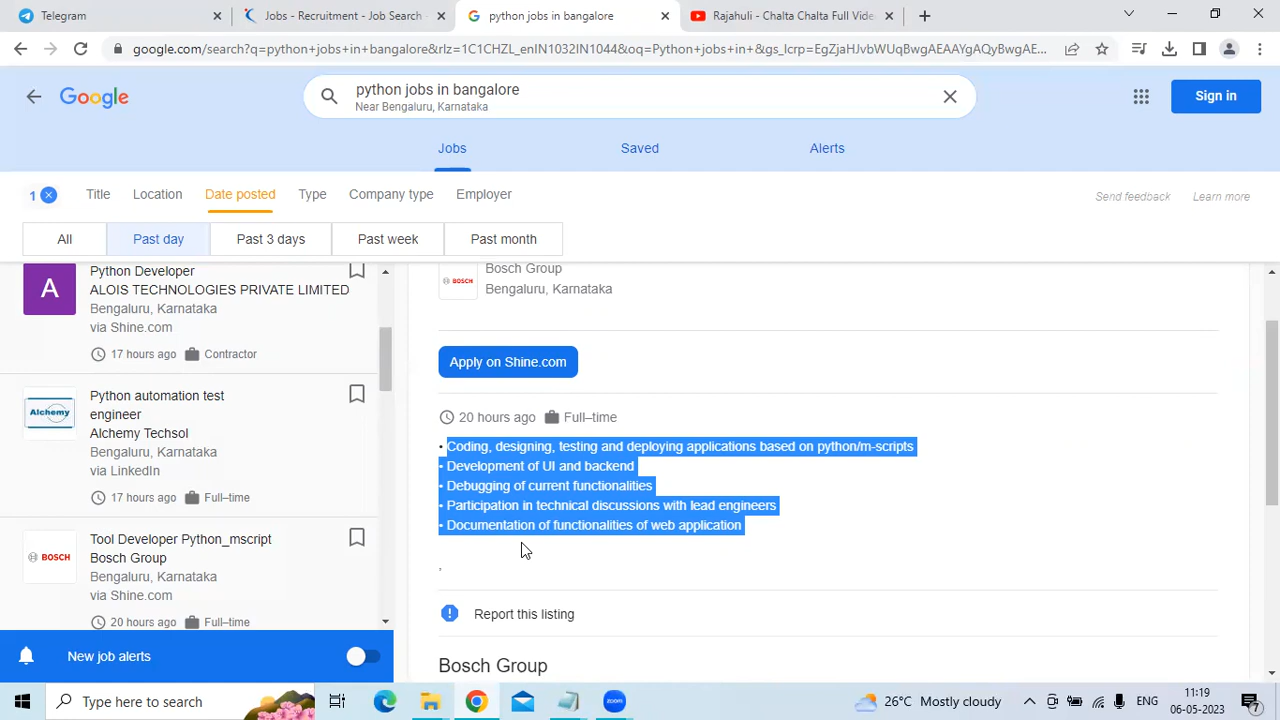 Telegram
Jobs - Recruitment - Job Search -
python jobs in bangalore
Rajahuli - Chalta Chalta Full Vide
google.com/search?q=python+jobs+in+bangalore&rlz=1C1CHZL_enIN1032IN1044&oq=Python+jobs+in+&gs_lcrp=EgZjaHJvbWUqBwgAEAAYgAQyBwgAE...
Google
python jobs in bangalore
Near Bengaluru, Karnataka
Sign in
Jobs
Saved
Alerts
1
Title
Location
Date posted
Type
Company type
Employer
Send feedback
Learn more
All
Past day
Past 3 days
Past week
Past month
A
Python Developer
ALOIS TECHNOLOGIES PRIVATE LIMITED
Bengaluru, Karnataka
via Shine.com
17 hours ago
Contractor
Alchemy
Python automation test
engineer
Alchemy Techsol
via LinkedIn
17 hours ago
Full–time
BOSCH
Tool Developer Python_mscript
Bosch Group
Bengaluru, Karnataka
via Shine.com
20 hours ago
Full–time
New job alerts
BOSCH
Bosch Group
Bengaluru, Karnataka
Apply on Shine.com
20 hours ago
Full–time
• Coding, designing, testing and deploying applications based on python/m-scripts
• Development of UI and backend
• Debugging of current functionalities
• Participation in technical discussions with lead engineers
• Documentation of functionalities of web application
,
Report this listing
Bosch Group
Type here to search
zoom
26°C Mostly cloudy
ENG
11:19
06-05-2023
7